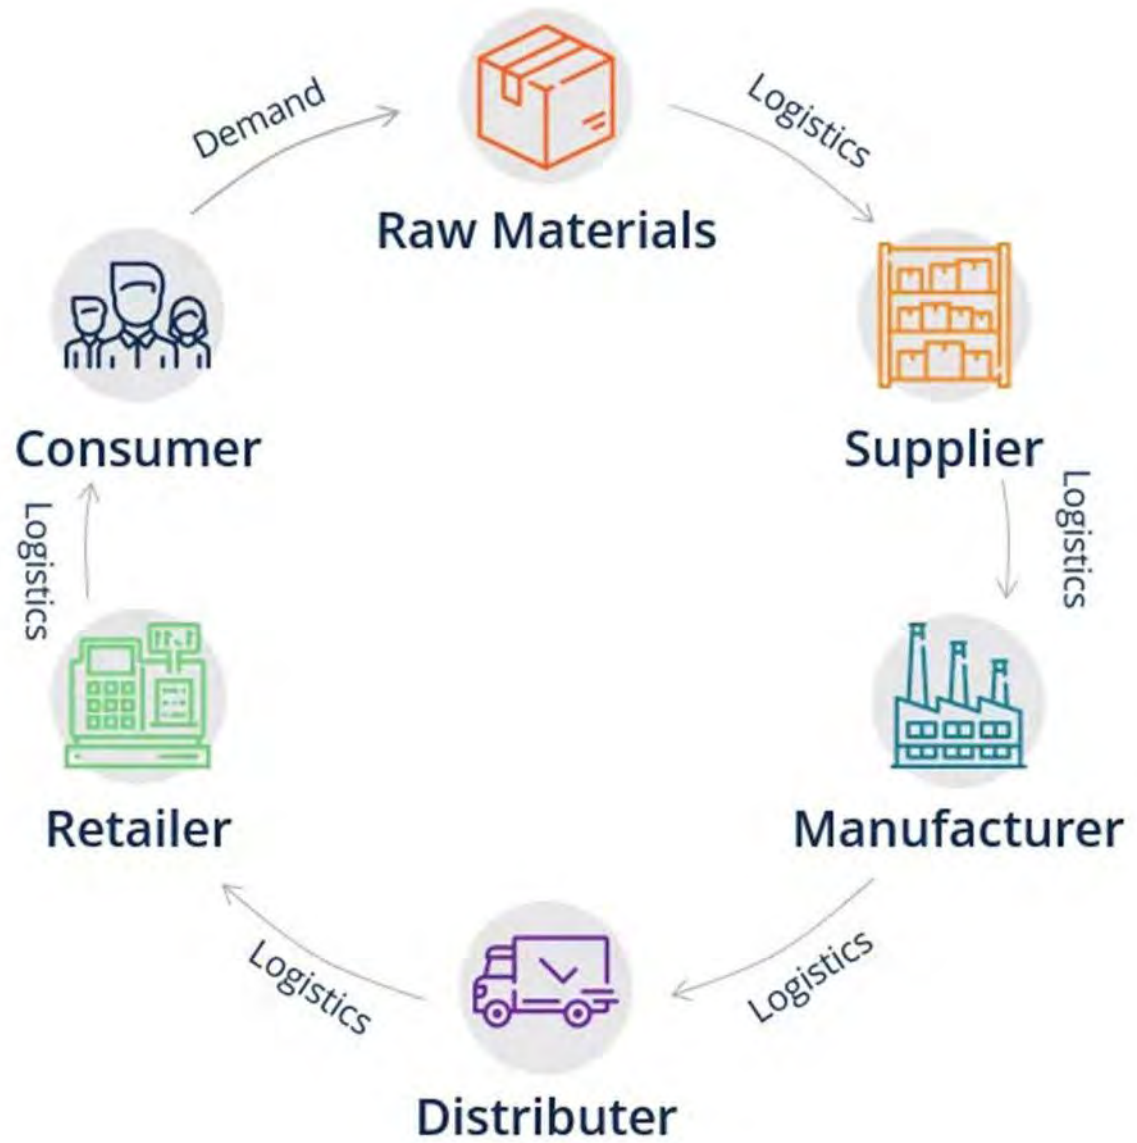 Demand
Logistics
Raw Materials
Consumer
Supplier
Logistics
Logistics
Retailer
Manufacturer
Logistics
Logistics
Distributer